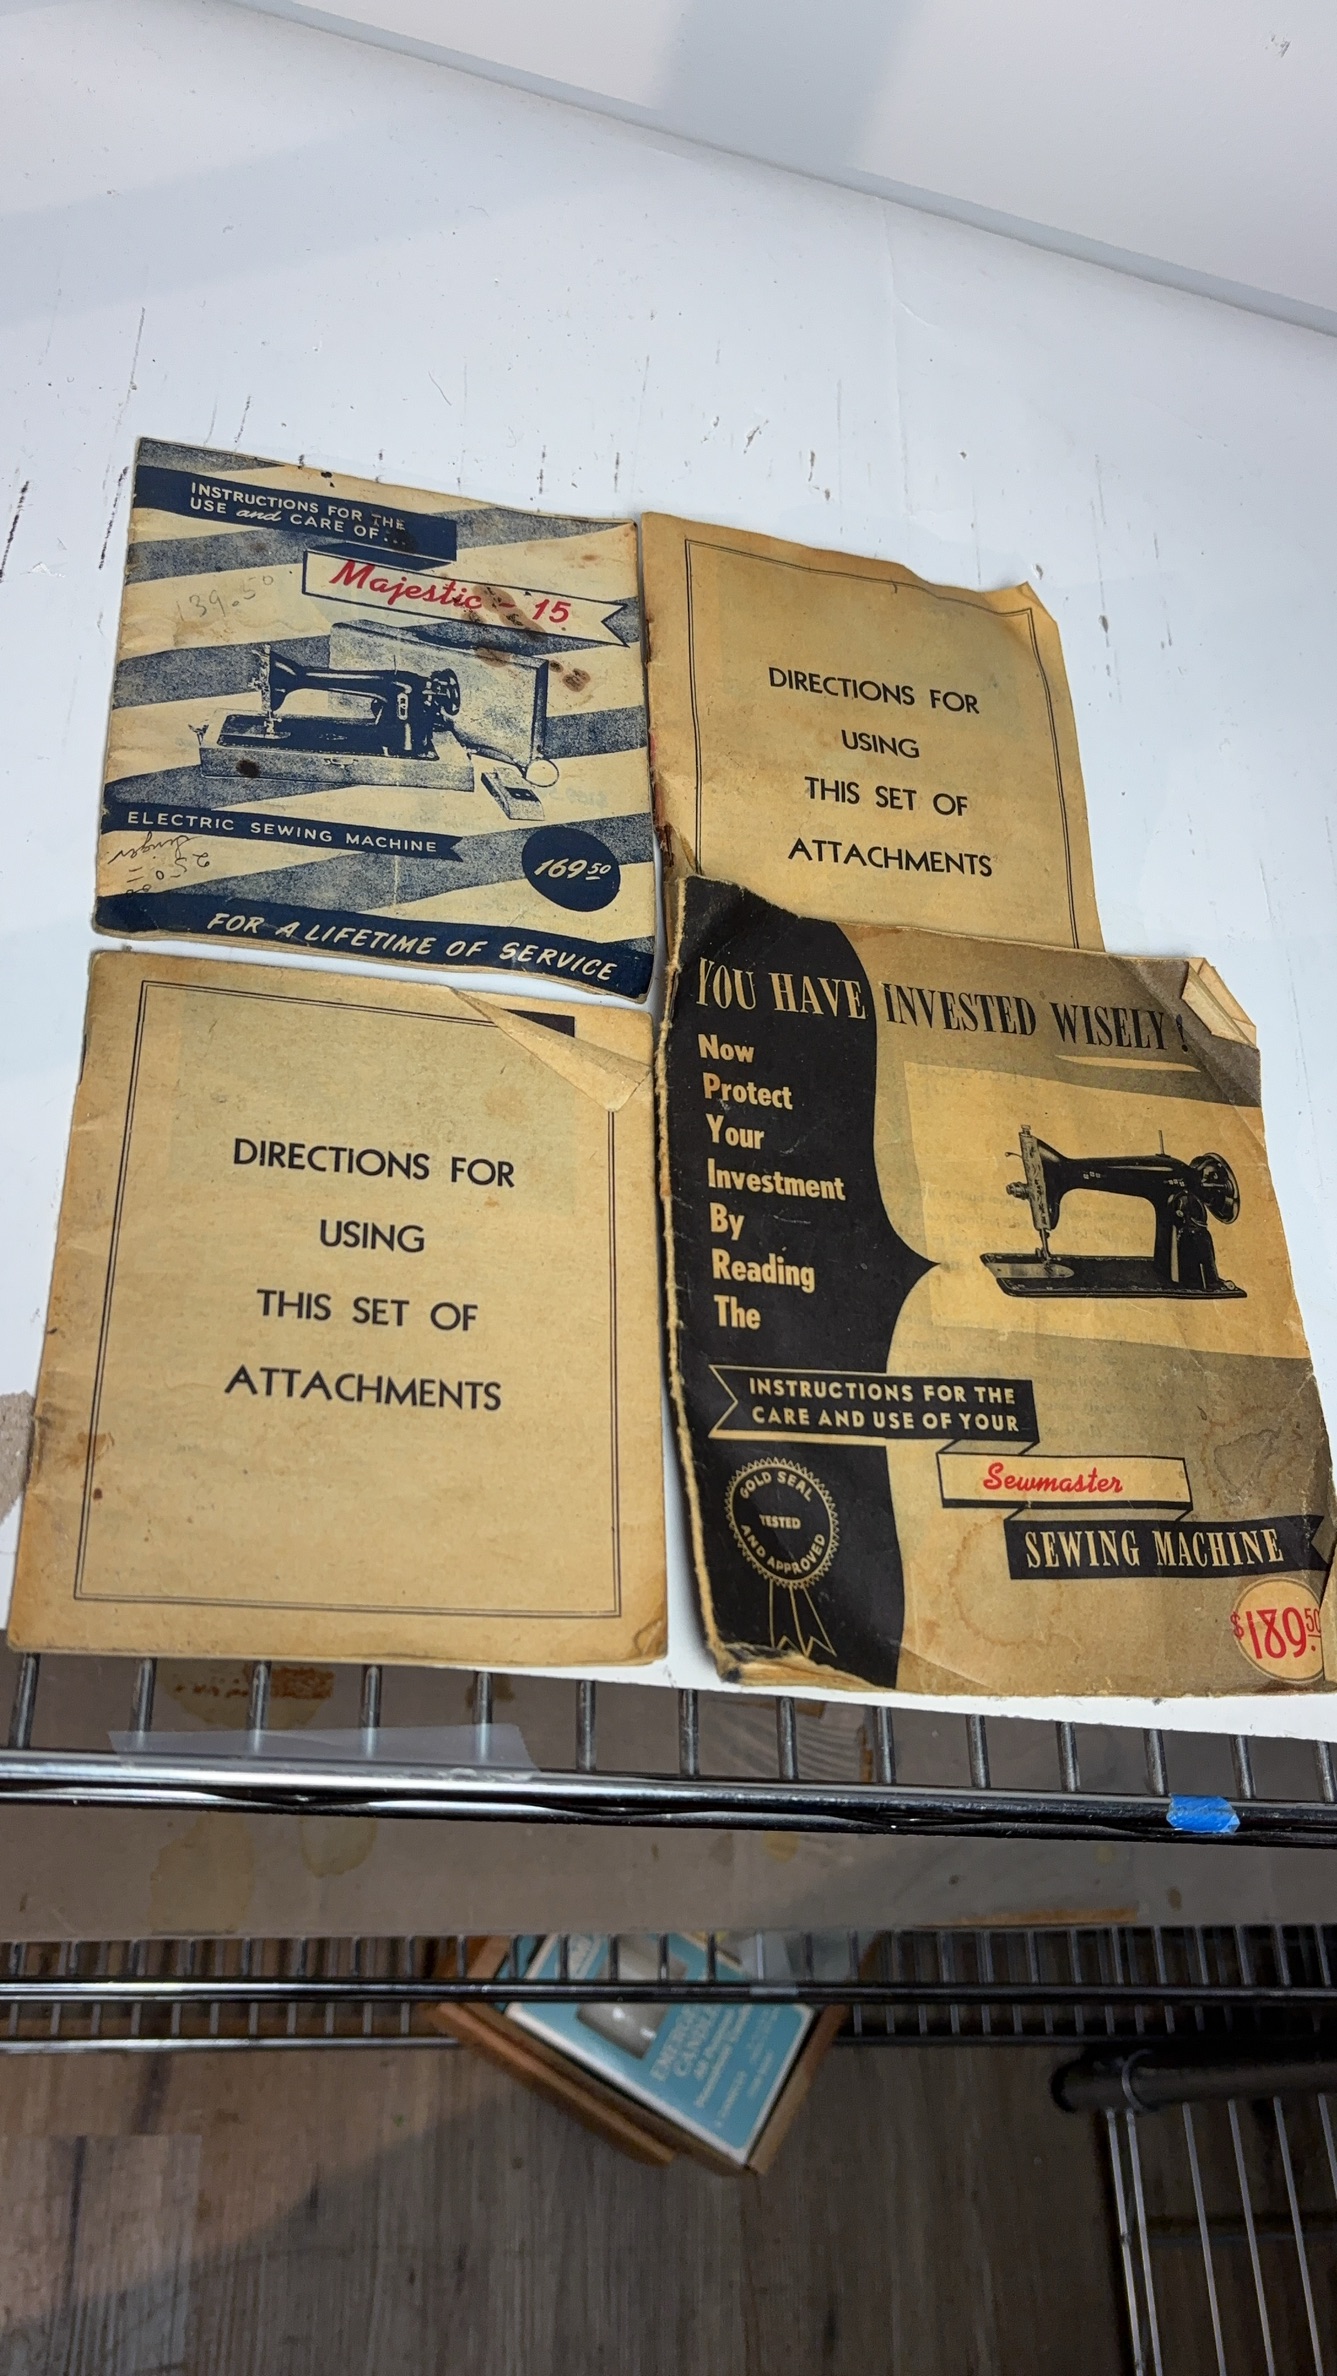 INSTRUCTIONS FOR THE
USE and CARE OF...
Majestic - 15
139.50
ELECTRIC SEWING MACHINE
169.50
Singer
FOR A LIFETIME OF SERVICE
DIRECTIONS FOR
USING
THIS SET OF
ATTACHMENTS
DIRECTIONS FOR
USING
THIS SET OF
ATTACHMENTS
YOU HAVE INVESTED WISELY!
Now
Protect
Your
Investment
By
Reading
The
INSTRUCTIONS FOR THE
CARE AND USE OF YOUR
Sewmaster
SEWING MACHINE
GOLD SEAL
TESTED
AND APPROVED
$189.50